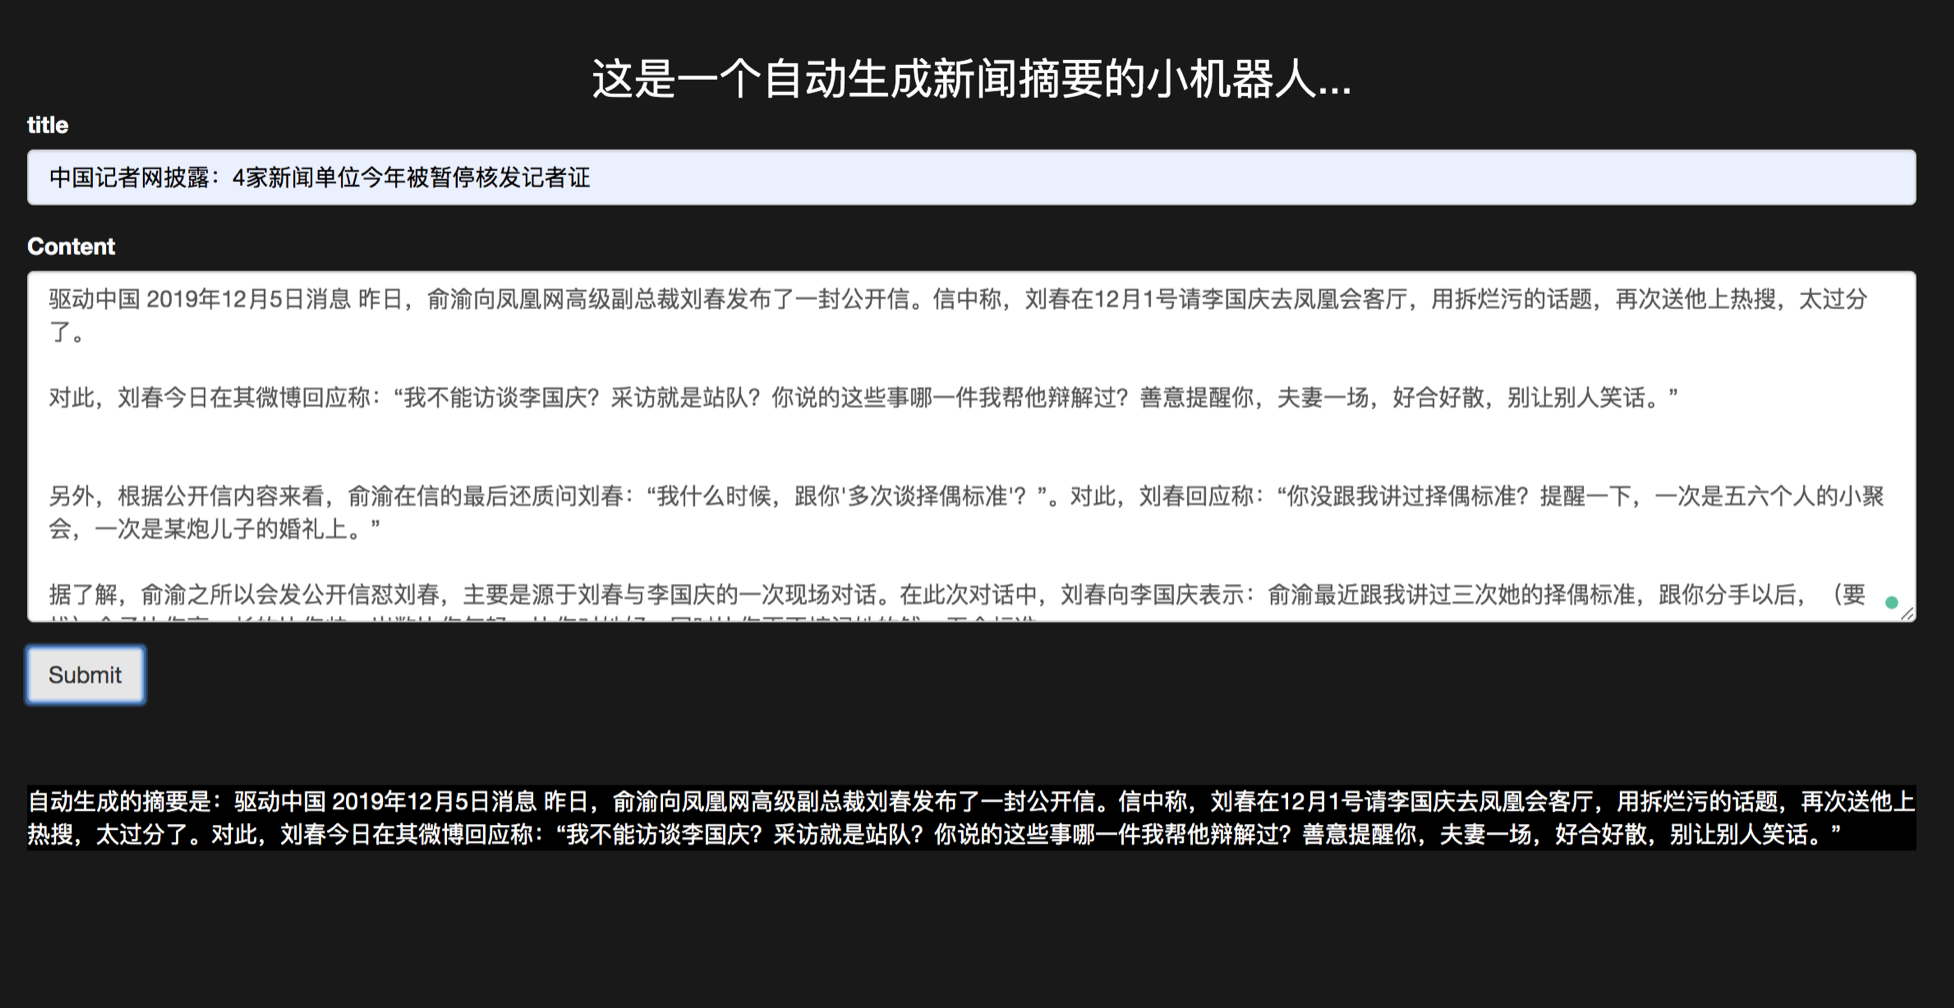 这是一个自动生成新闻摘要的小机器人...
title
中国记者网披露：4家新闻单位今年被暂停核发记者证
Content
驱动中国 2019年12月5日消息 昨日，俞渝向凤凰网高级副总裁刘春发布了一封公开信。信中称，刘春在12月1号请李国庆去凤凰会客厅，用拆烂污的话题，再次送他上热搜，太过分
了。
对此，刘春今日在其微博回应称：“我不能访谈李国庆？采访就是站队？你说的这些事哪一件我帮他辩解过？善意提醒你，夫妻一场，好合好散，别让别人笑话。”
另外，根据公开信内容来看，俞渝在信的最后还质问刘春：“我什么时候，跟你'多次谈择偶标准'？”。对此，刘春回应称：“你没跟我讲过择偶标准？提醒一下，一次是五六个人的小聚
会，一次是某炮儿子的婚礼上。”
据了解，俞渝之所以会发公开信怼刘春，主要是源于刘春与李国庆的一次现场对话。在此次对话中，刘春向李国庆表示：俞渝最近跟我讲过三次她的择偶标准，跟你分手以后，（要
Submit
自动生成的摘要是：驱动中国 2019年12月5日消息 昨日，俞渝向凤凰网高级副总裁刘春发布了一封公开信。信中称，刘春在12月1号请李国庆去凤凰会客厅，用拆烂污的话题，再次送他上
热搜，太过分了。对此，刘春今日在其微博回应称：“我不能访谈李国庆？采访就是站队？你说的这些事哪一件我帮他辩解过？善意提醒你，夫妻一场，好合好散，别让别人笑话。”